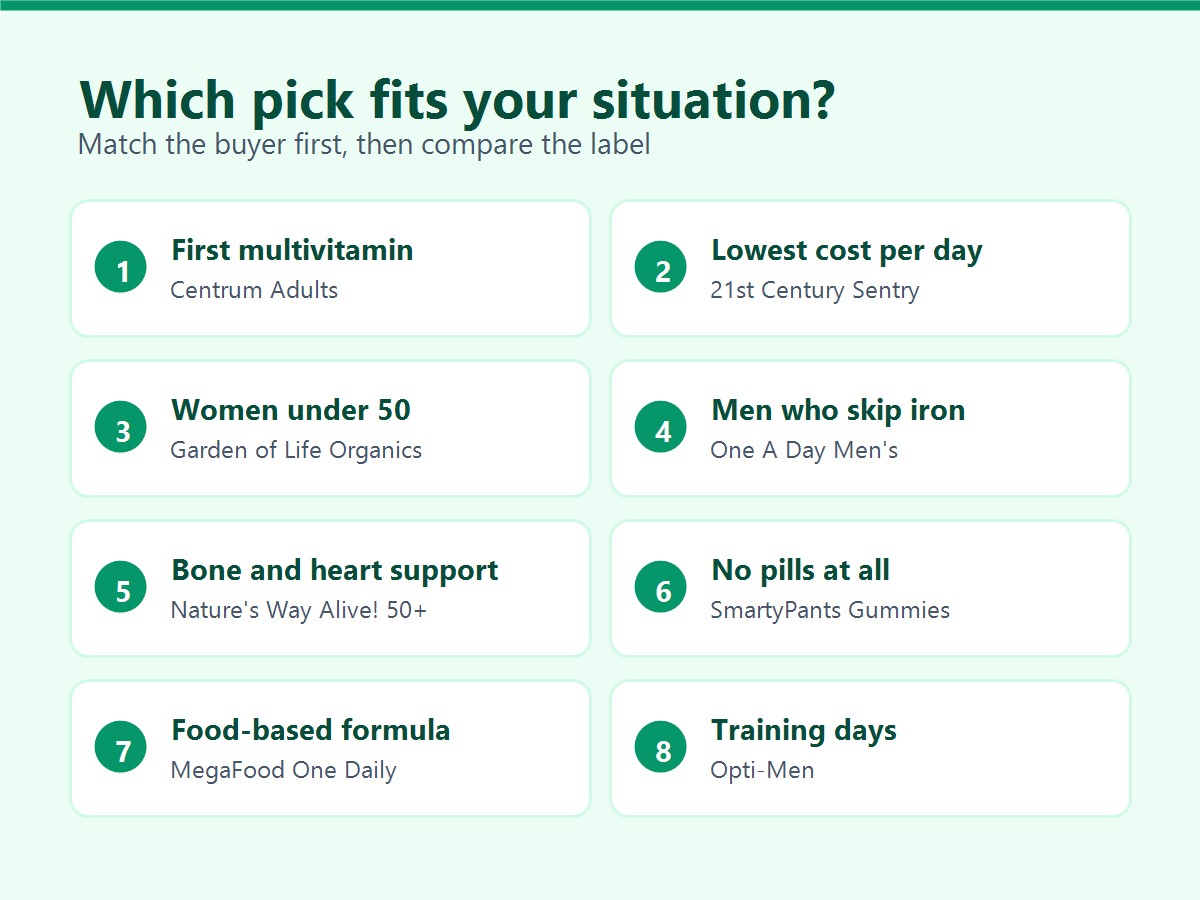 Which pick fits your situation?
Match the buyer first, then compare the label
1
First multivitamin
Centrum Adults
2
Lowest cost per day
21st Century Sentry
3
Women under 50
Garden of Life Organics
4
Men who skip iron
One A Day Men's
5
Bone and heart support
Nature's Way Alive! 50+
6
No pills at all
SmartyPants Gummies
7
Food-based formula
MegaFood One Daily
8
Training days
Opti-Men